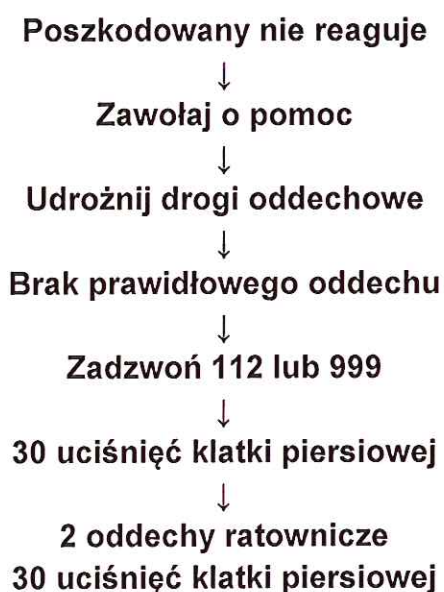 Poszkodowany nie reaguje
↓
Zawołaj o pomoc
↓
Udrożnij drogi oddechowe
↓
Brak prawidłowego oddechu
↓
Zadzwoń 112 lub 999
↓
30 uciśnięć klatki piersiowej
↓
2 oddechy ratownicze
30 uciśnięć klatki piersiowej